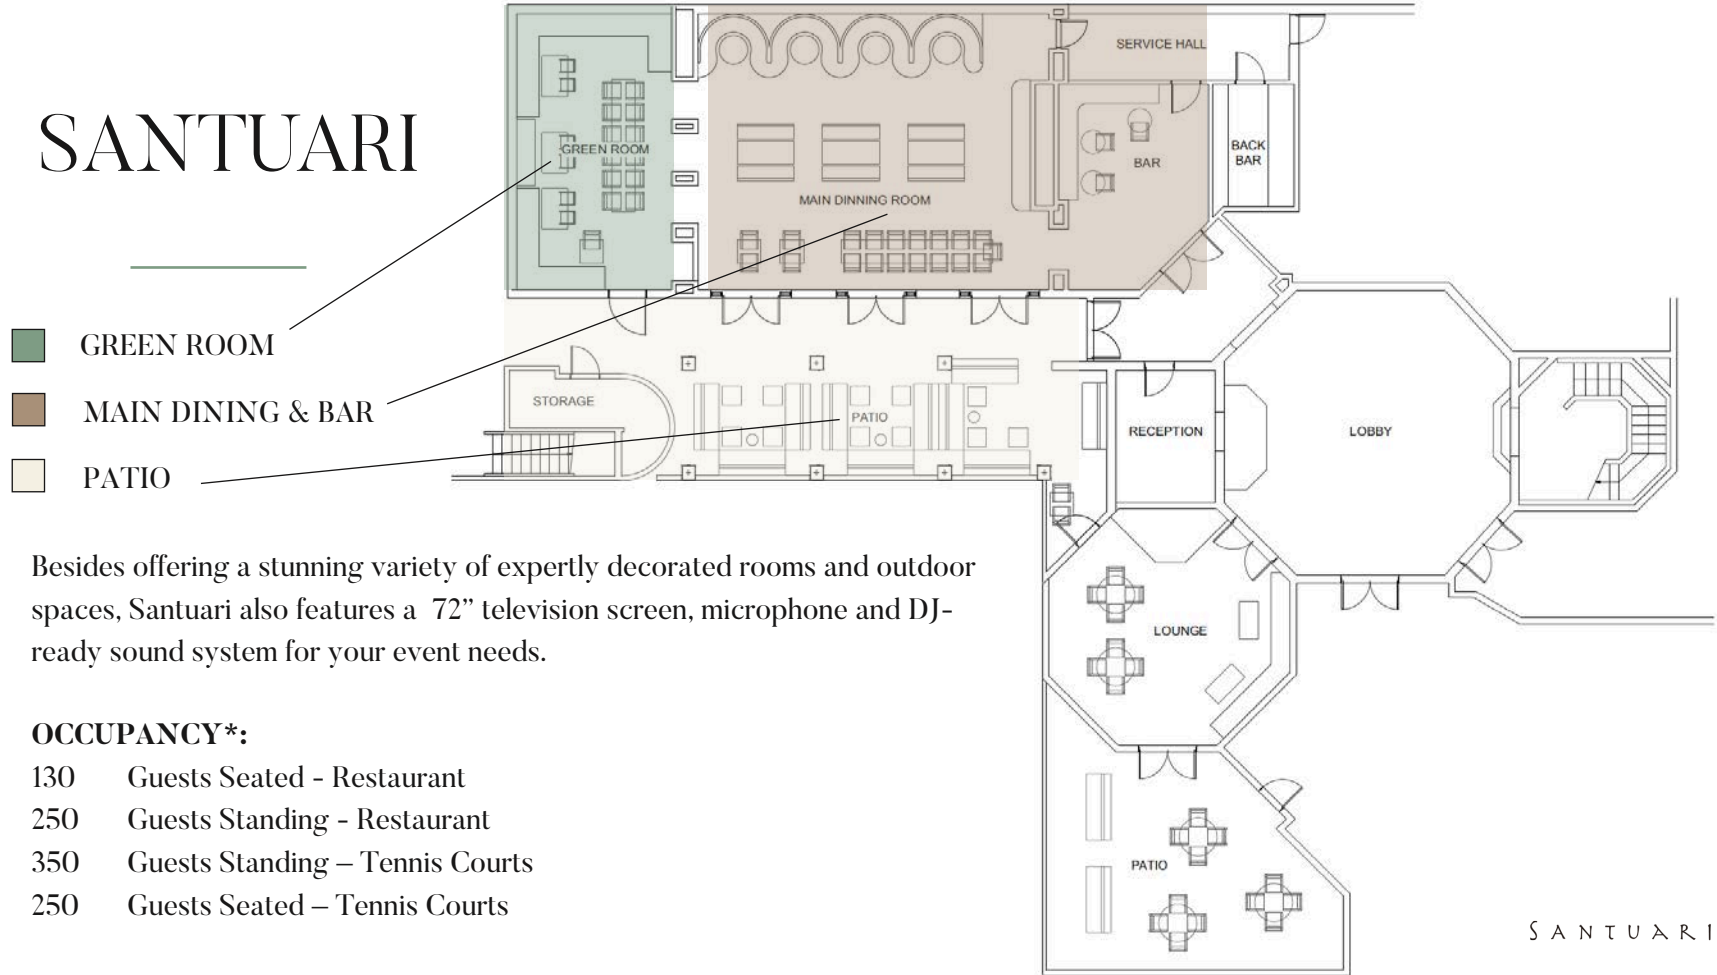 SANTUARI
GREEN ROOM
MAIN DINING & BAR
PATIO
Besides offering a stunning variety of expertly decorated rooms and outdoor
spaces, Santuari also features a 72” television screen, microphone and DJ-
ready sound system for your event needs.
OCCUPANCY*:
130 Guests Seated - Restaurant
250 Guests Standing - Restaurant
350 Guests Standing – Tennis Courts
250 Guests Seated – Tennis Courts
SERVICE HALL
GREEN ROOM
BACK
BAR
BAR
MAIN DINNING ROOM
STORAGE
PATIO
RECEPTION
LOBBY
LOUNGE
PATIO
SANTUARI